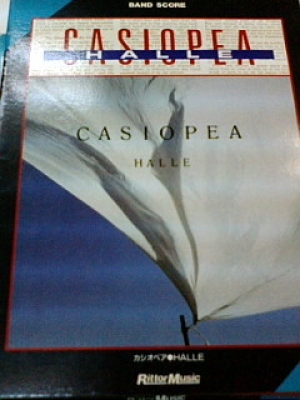 BAND SCORE
CASIOPEA
HALLE
CASIOPEA
HALLE
カシオペア●HALLE
RittorMusic